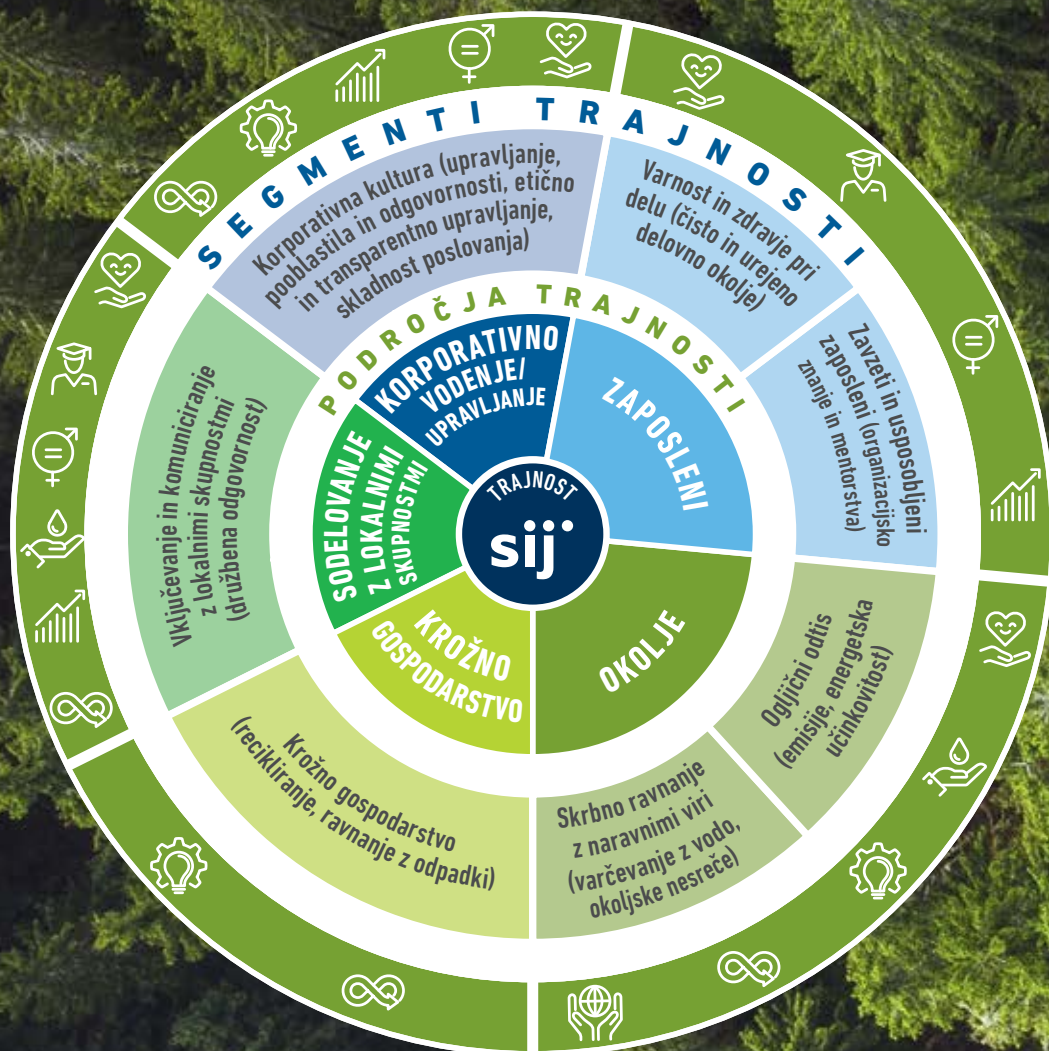 SEGMENTI TRAJNOSTI
Korporativna kultura (upravljanje,
pooblastila in odgovornosti, etično
in transparentno upravljanje,
skladnost poslovanja)
Varnost in zdravje pri
delu (čisto in urejeno
delovno okolje)
Zavzeti in usposobljeni
zaposleni (organizacijsko
znanje in mentorstva)
Ogljični odtis
(emisije, energetska
učinkovitost)
Skrbno ravnanje
z naravnimi viri
(varčevanje z vodo,
okoljske nesreče)
Krožno gospodarstvo
(recikliranje, ravnanje z odpadki)
Vključevanje in komuniciranje
z lokalnimi skupnostmi
(družbena odgovornost)
PODROČJA TRAJNOSTI
KORPORATIVNO
VODENJE/
UPRAVLJANJE
ZAPOSLENI
OKOLJE
KROŽNO
GOSPODARSTVO
SODELOVANJE
Z LOKALNIMI
SKUPNOSTMI
TRAJNOST
sij